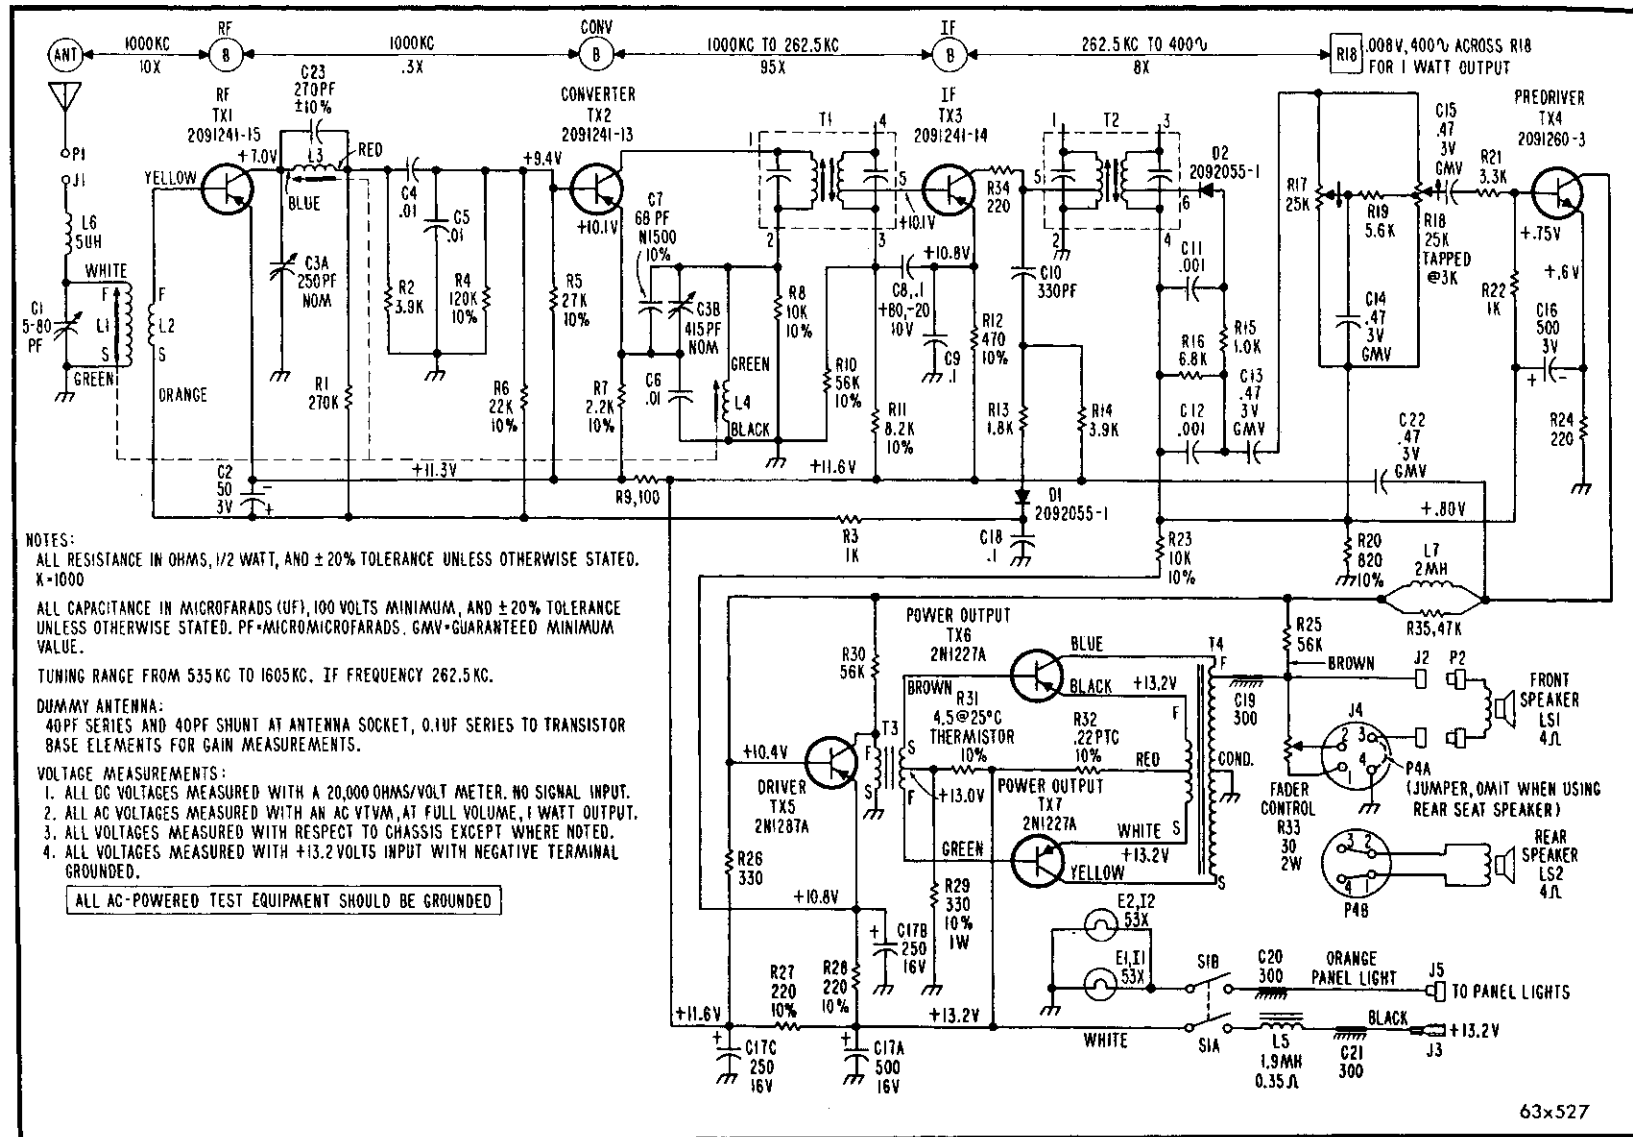 ANT
1000KC
10X
RF
B
1000KC
.3X
CONV
B
1000KC TO 262.5KC
95X
IF
B
262.5KC TO 400∿
8X
R18
.008V, 400∿ ACROSS R18
FOR 1 WATT OUTPUT
P1
J1
L6
5UH
WHITE
C1
5-80
PF
F
L1
S
GREEN
F
L2
S
ORANGE
YELLOW
RF
TX1
2091241-15
C23
270PF
±10%
+7.0V
L3
RED
BLUE
C3A
250PF
NOM
R1
270K
C2
50
3V
-
+
C4
.01
C5
.01
R2
3.9K
R4
120K
10%
+9.4V
CONVERTER
TX2
2091241-13
+10.1V
R5
27K
10%
R6
22K
10%
R7
2.2K
10%
C7
68 PF
N1500
10%
C3B
415PF
NOM
C6
.01
GREEN
L4
BLACK
+11.3V
R9,100
+11.6V
T1
1
4
5
2
3
R8
10K
10%
R10
56K
10%
R11
8.2K
10%
+10.1V
IF
TX3
2091241-14
+10.8V
C8,.1
+80,-20
10V
C9
.1
R12
470
10%
R34
220
C10
330PF
R13
1.8K
R14
3.9K
D1
2092055-1
C18
.1
R3
1K
T2
1
3
5
6
2
4
D2
2092055-1
C11
.001
R16
6.8K
R15
1.0K
C12
.001
C13
.47
3V
GMV
R23
10K
10%
R17
25K
R19
5.6K
R18
25K
TAPPED
@3K
C14
.47
3V
GMV
C15
.47
3V
GMV
R21
3.3K
PREDRIVER
TX4
2091260-3
+.75V
+.6V
R22
1K
C16
500
3V
+
-
R24
220
C22
.47
3V
GMV
+.80V
R20
820
10%
L7
2MH
R35,47K
NOTES:
ALL RESISTANCE IN OHMS, 1/2 WATT, AND ±20% TOLERANCE UNLESS OTHERWISE STATED.
K=1000
ALL CAPACITANCE IN MICROFARADS (UF), 100 VOLTS MINIMUM, AND ±20% TOLERANCE
UNLESS OTHERWISE STATED. PF=MICROMICROFARADS. GMV=GUARANTEED MINIMUM
VALUE.
TUNING RANGE FROM 535KC TO 1605KC. IF FREQUENCY 262.5KC.
DUMMY ANTENNA:
40PF SERIES AND 40PF SHUNT AT ANTENNA SOCKET, 0.1UF SERIES TO TRANSISTOR
BASE ELEMENTS FOR GAIN MEASUREMENTS.
VOLTAGE MEASUREMENTS:
1. ALL DC VOLTAGES MEASURED WITH A 20,000 OHMS/VOLT METER. NO SIGNAL INPUT.
2. ALL AC VOLTAGES MEASURED WITH AN AC VTVM, AT FULL VOLUME, 1 WATT OUTPUT.
3. ALL VOLTAGES MEASURED WITH RESPECT TO CHASSIS EXCEPT WHERE NOTED.
4. ALL VOLTAGES MEASURED WITH +13.2 VOLTS INPUT WITH NEGATIVE TERMINAL
GROUNDED.
ALL AC-POWERED TEST EQUIPMENT SHOULD BE GROUNDED
R30
56K
POWER OUTPUT
TX6
2N1227A
BLUE
BLACK
+13.2V
BROWN
R31
4.5@25°C
THERMISTOR
10%
T3
F
S
S
F
+13.0V
R32
.22PTC
10%
RED
F
S
T4
F
S
COND.
+10.4V
DRIVER
TX5
2N1287A
POWER OUTPUT
TX7
2N1227A
WHITE
+13.2V
GREEN
YELLOW
R26
330
+10.8V
C17B
250
16V
+
R29
330
10%
1W
R27
220
10%
R28
220
10%
+11.6V
+
C17C
250
16V
+
C17A
500
16V
+13.2V
E2,I2
53X
E1,I1
53X
WHITE
S1B
S1A
C20
300
ORANGE
PANEL LIGHT
J5
TO PANEL LIGHTS
L5
1.9MH
0.35Ω
C21
300
BLACK
+13.2V
J3
C19
300
R25
56K
BROWN
J2
P2
FRONT
SPEAKER
LS1
4Ω
J4
2
3
4
1
P4A
(JUMPER, OMIT WHEN USING
REAR SEAT SPEAKER)
FADER
CONTROL
R33
30
2W
3
2
4
1
P4B
REAR
SPEAKER
LS2
4Ω
63x527